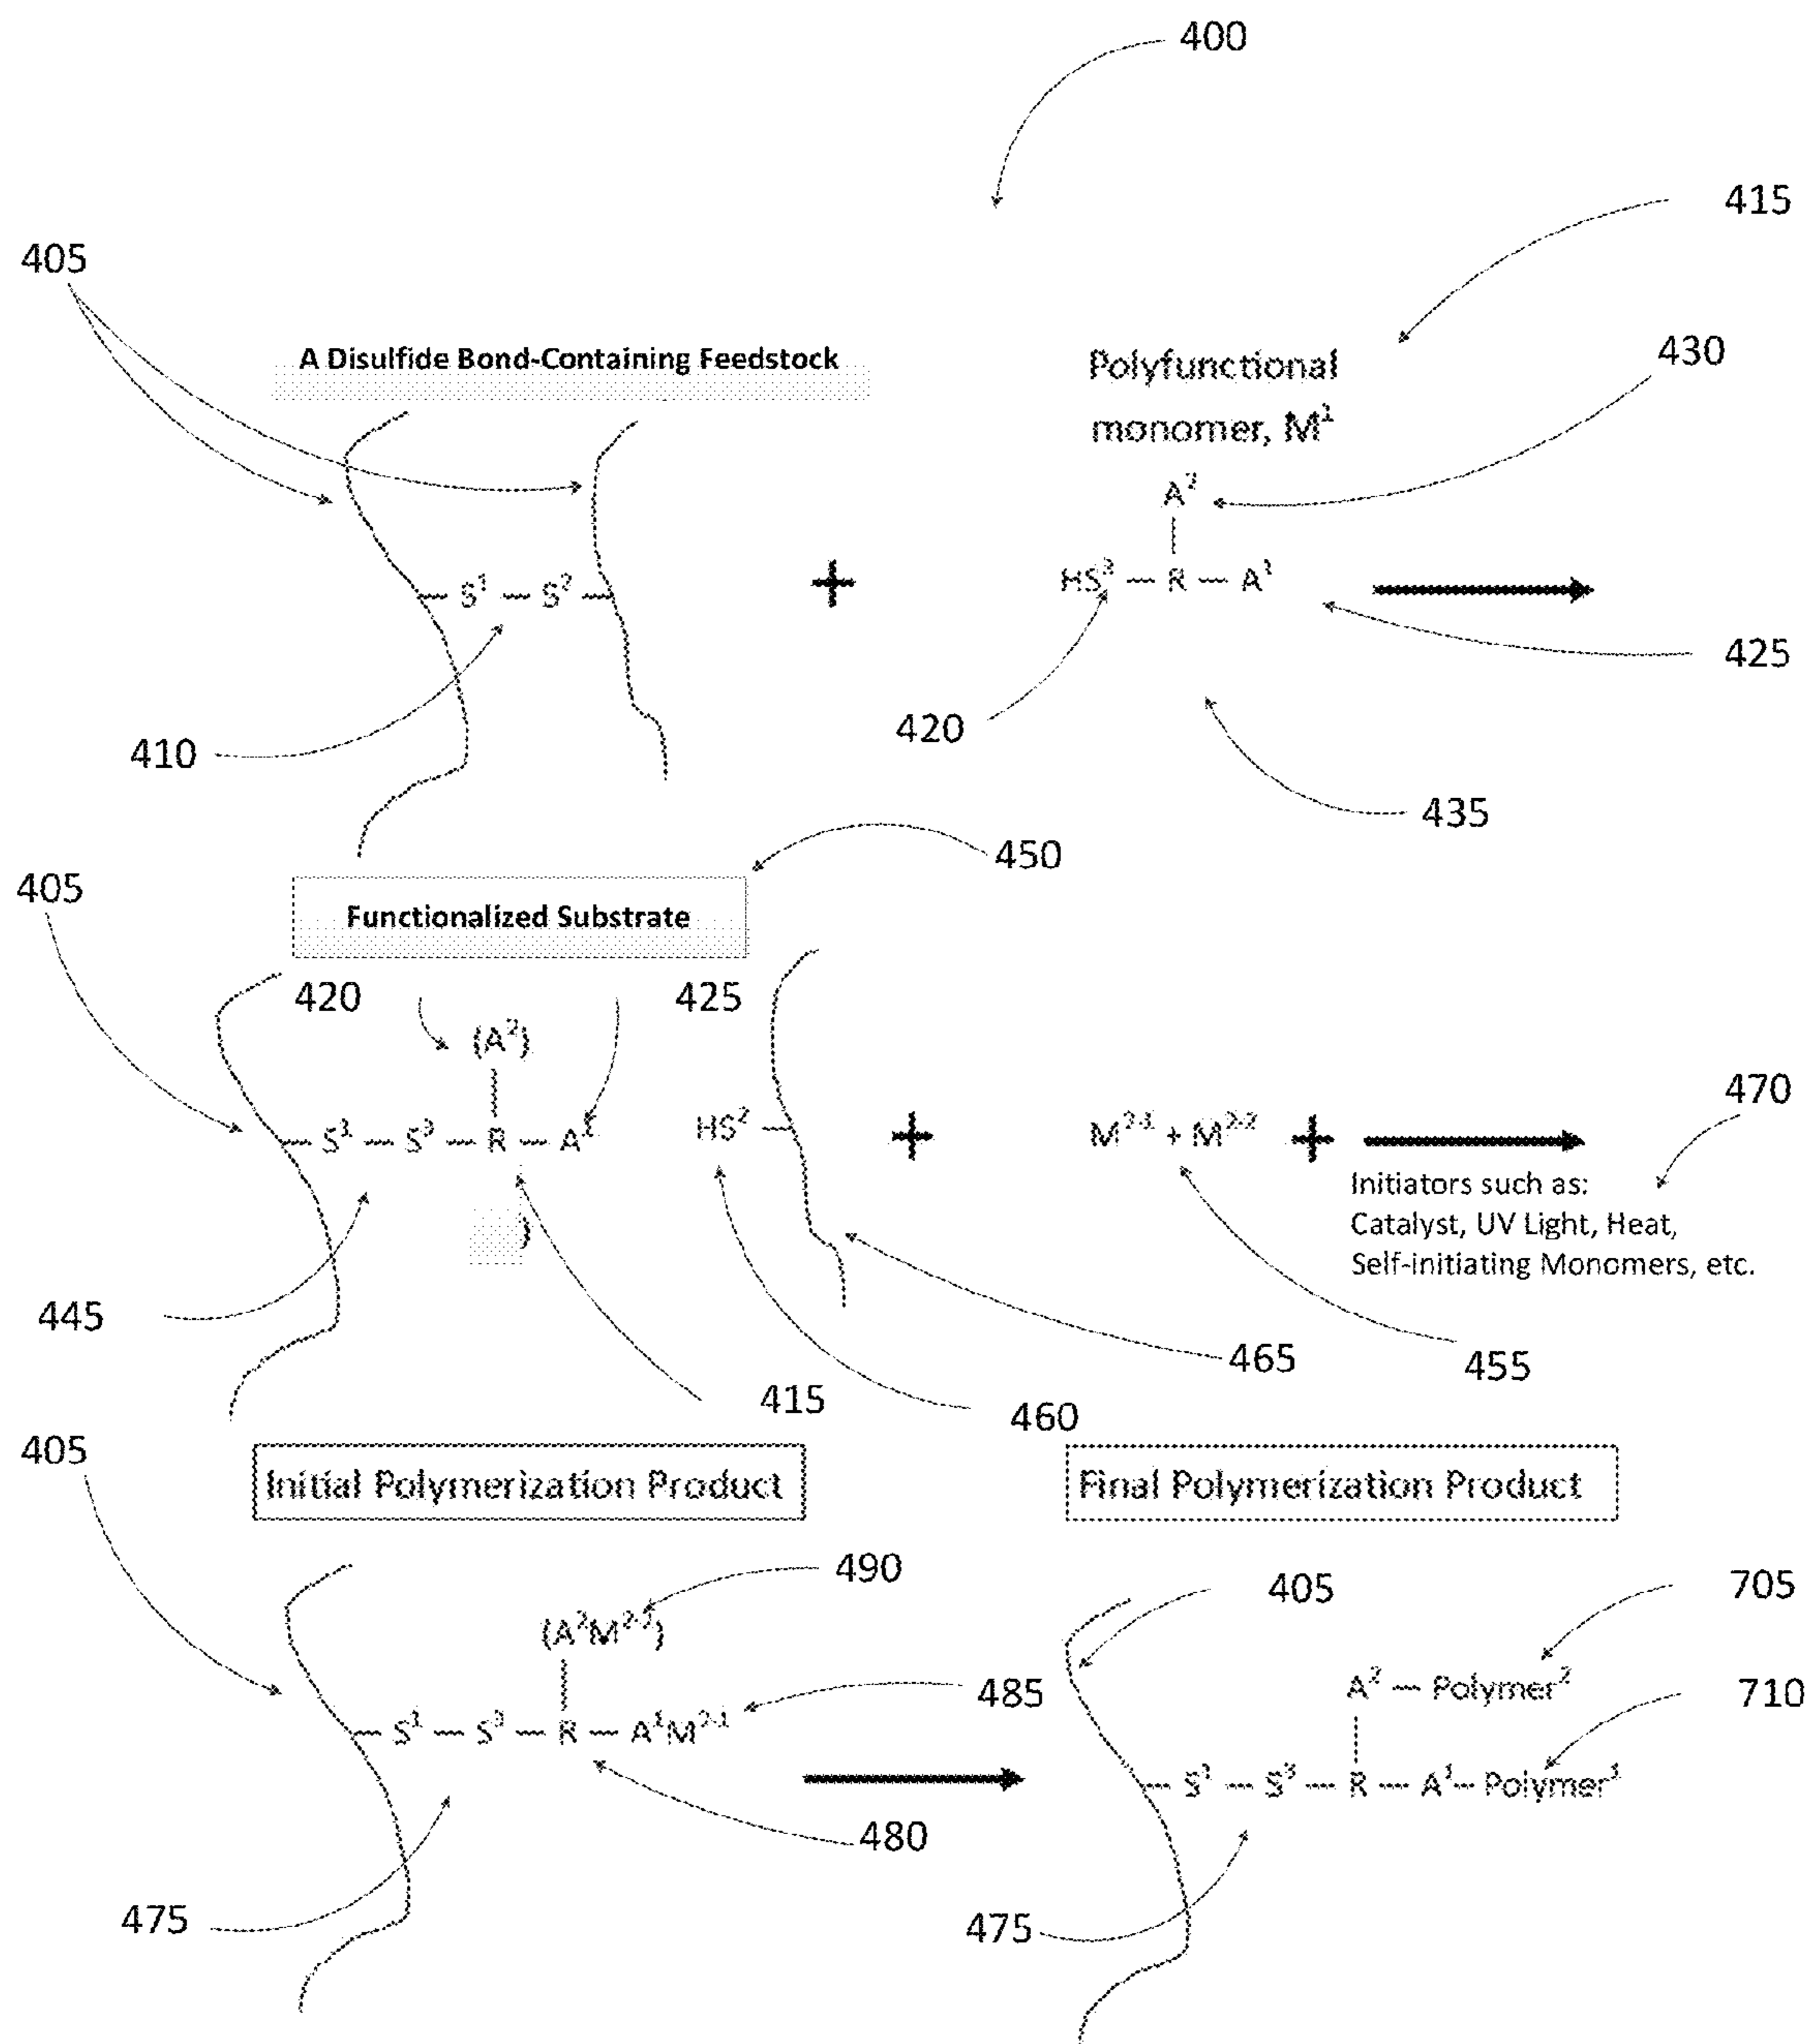 400
415
405
A Disulfide Bond-Containing Feedstock
430
Polyfunctional
monomer, M¹
A²
S¹ — S²
+
HS³ — R — A¹
425
420
410
435
450
405
Functionalized Substrate
420
425
(A²)
470
S¹ — S³ — R — A¹
HS²
+
M²⁻¹ + M²⁻² +
Initiators such as:
Catalyst, UV Light, Heat,
Self-initiating Monomers, etc.
)
445
465
455
415
460
405
Initial Polymerization Product
Final Polymerization Product
490
405
705
(A²M²⁻²)
485
A² — Polymer²
710
S¹ — S³ — R — A¹M²⁻¹
S¹ — S³ — R — A¹ — Polymer¹
480
475
475